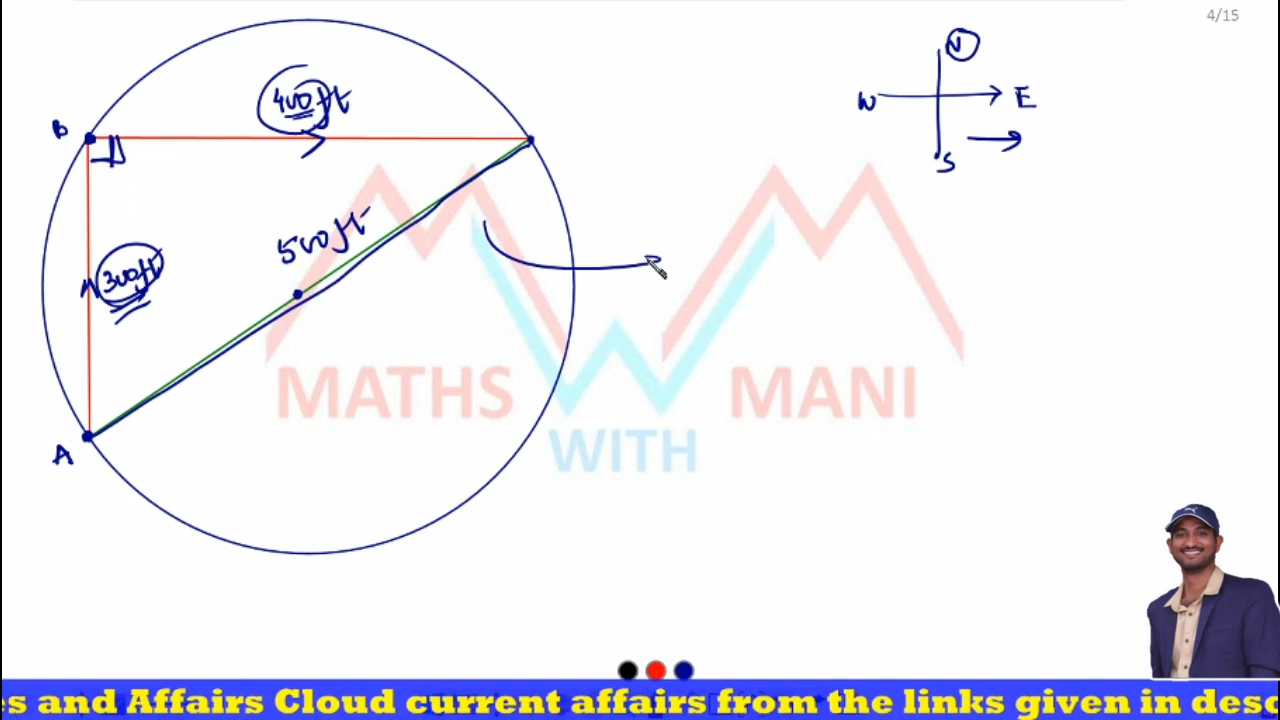 4/15
N
400ft
W
E
B
S
500ft
300ft
MATHS
WITH
MANI
A
es and Affairs Cloud current affairs from the links given in desc